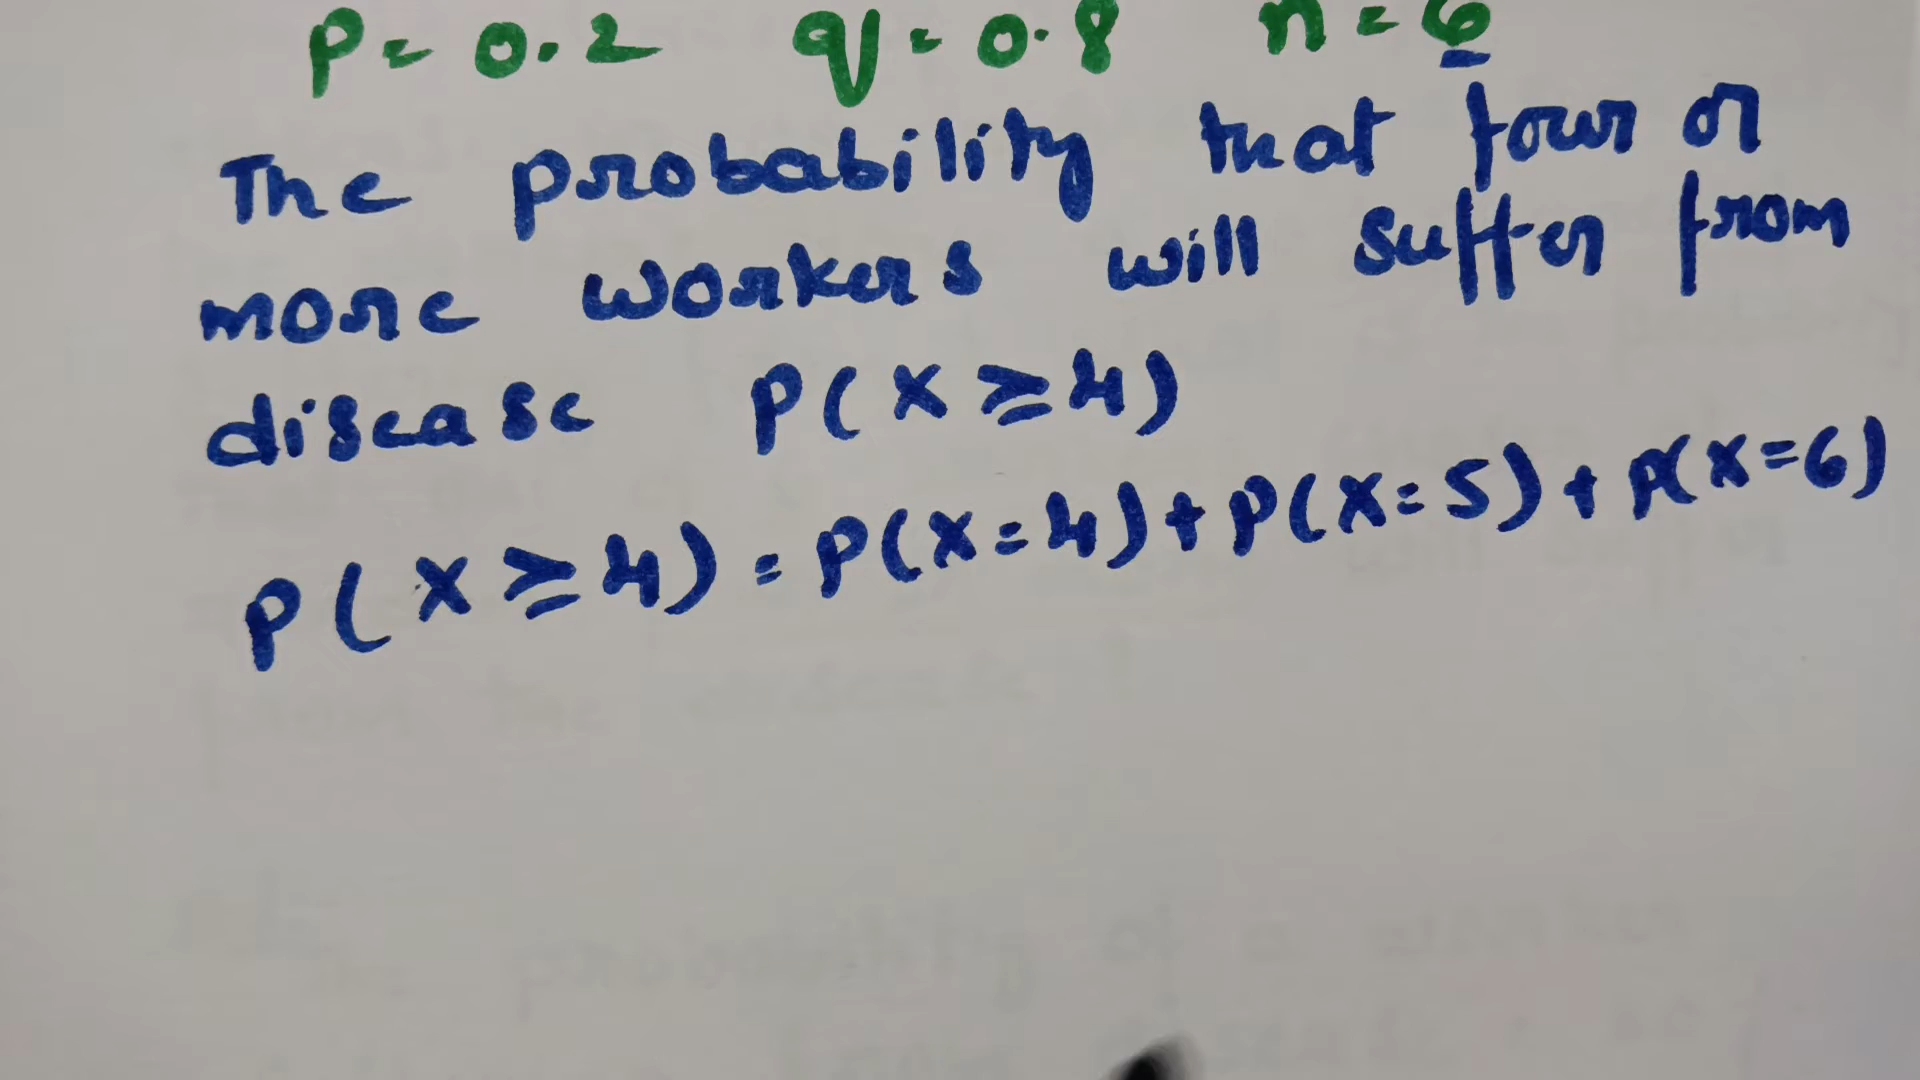 P = 0.2 q = 0.8 n = 6
The probability that four or
more workers will suffer from
disease P(X ≥ 4)
P(X ≥ 4) = P(X = 4) + P(X = 5) + P(X = 6)